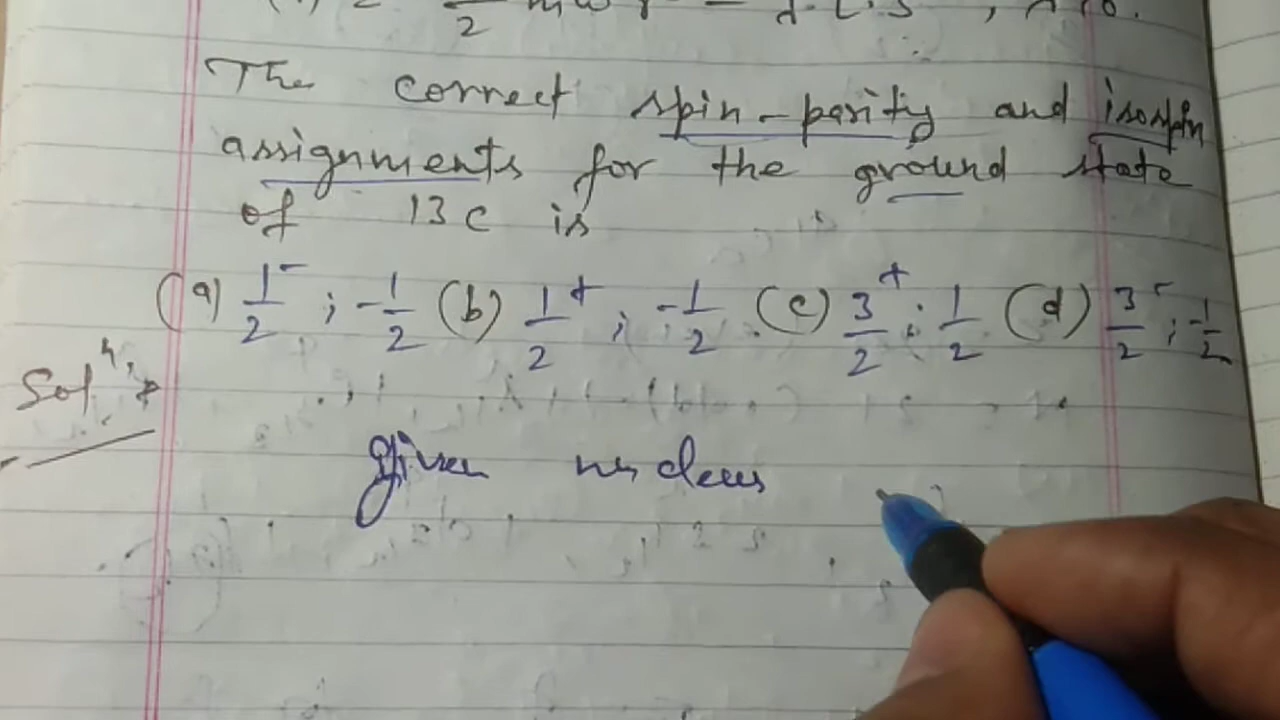 The correct spin-parity and isospin
assignments for the ground state
of 13C is
(a) 1/2⁻ ; -1/2 (b) 1/2⁺ ; -1/2 (c) 3/2⁺ ; 1/2 (d) 3/2⁻ ; -1/2
Solⁿ,
given nucleus